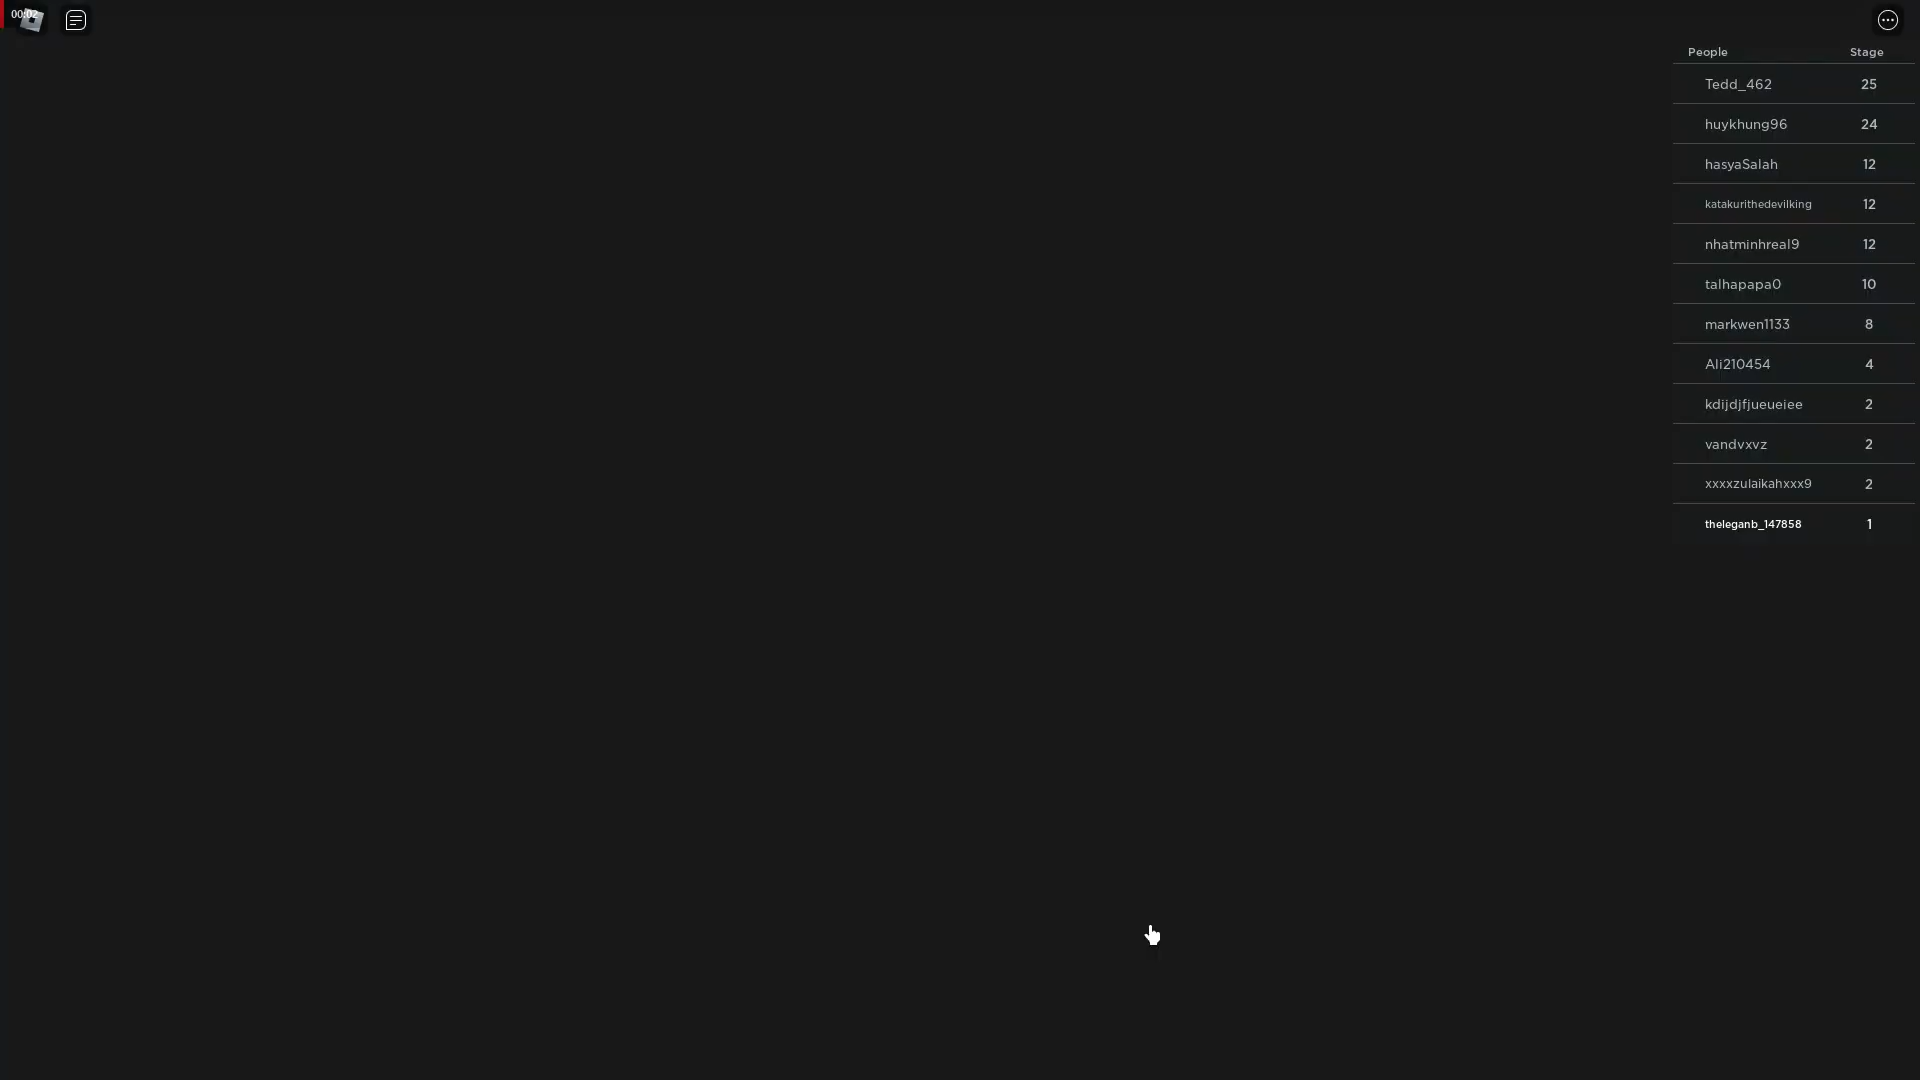 00:02
People Stage
Tedd_462 25
huykhung96 24
hasyaSalah 12
katakurithedevilking 12
nhatminhreal9 12
talhapapa0 10
markwen1133 8
Ali210454 4
kdijdjfjueueiee 2
vandvxvz 2
xxxxzulaikahxxx9 2
theleganb_147858 1